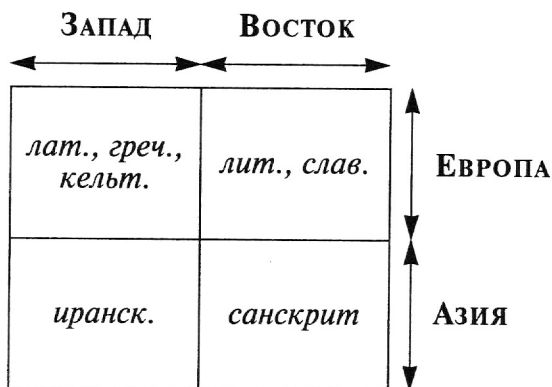 ЗАПАД ВОСТОК
лат., греч., кельт.
лит., слав.
ЕВРОПА
иранск.
санскрит
АЗИЯ